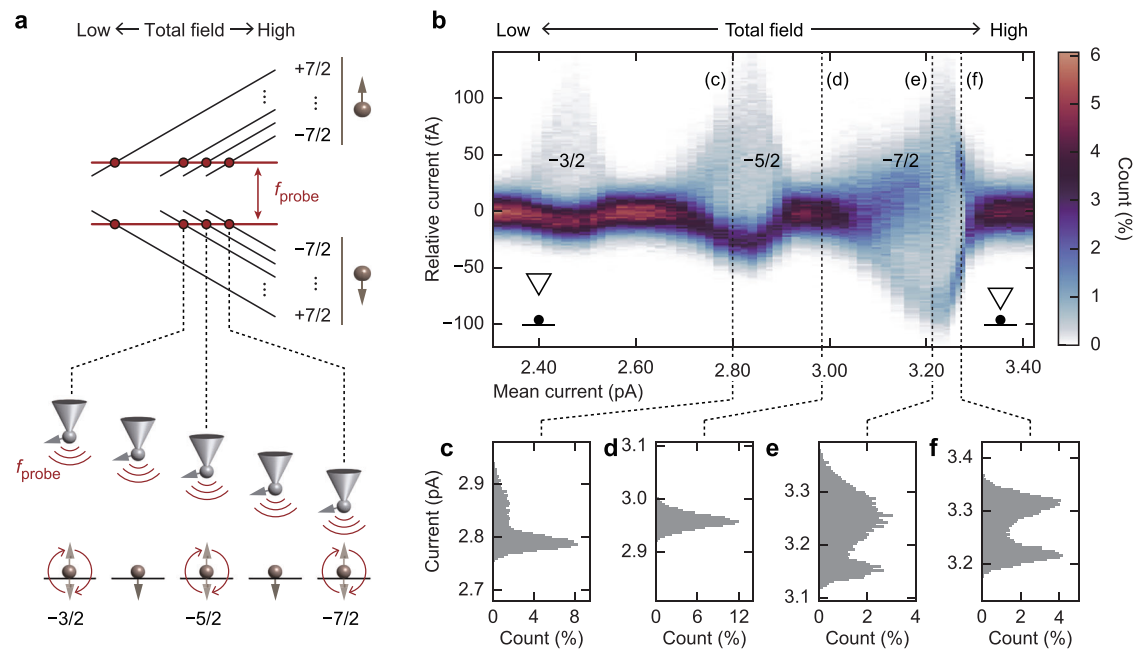 a
Low ← Total field → High
+7/2
⋮ ⋮
−7/2
fprobe
−7/2
⋮ ⋮
+7/2
fprobe
−3/2
−5/2
−7/2
b
Low ← Total field → High
(c)
(d)
(e)
(f)
−3/2
−5/2
−7/2
Relative current (fA)
100
50
0
−50
−100
2.40
2.60
2.80
3.00
3.20
3.40
Mean current (pA)
6
5
4
3
2
1
0
Count (%)
c
Current (pA)
2.9
2.8
2.7
0 4 8
Count (%)
d
3.1
3.0
2.9
0 6 12
Count (%)
e
3.3
3.2
3.1
0 2 4
Count (%)
f
3.4
3.3
3.2
0 2 4
Count (%)